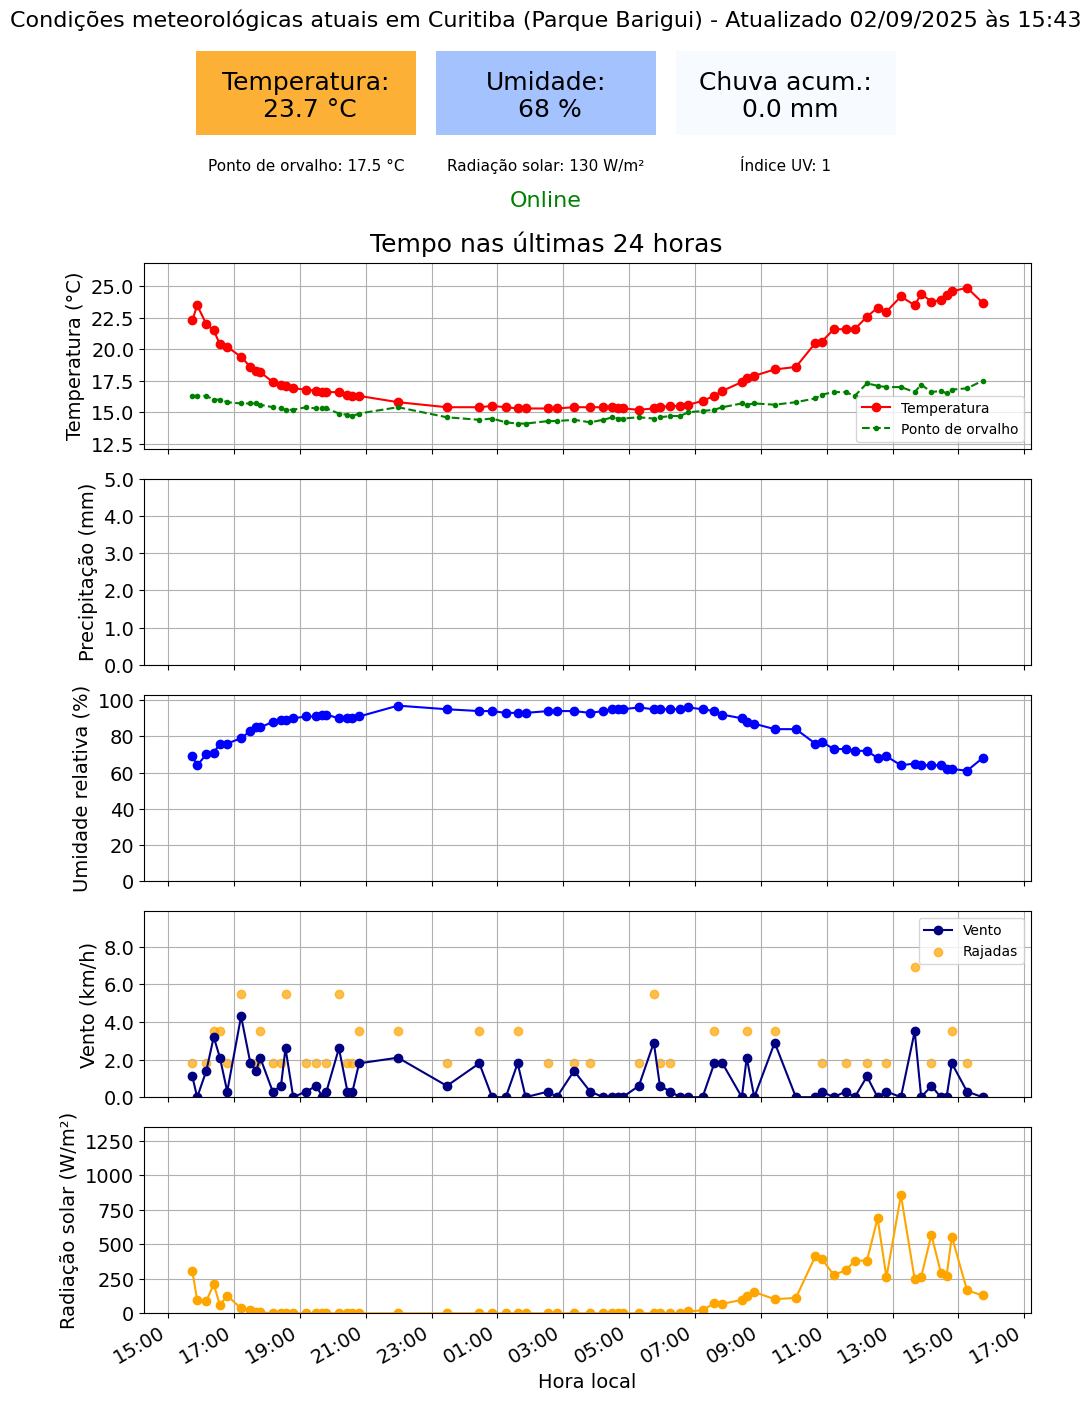 Condições meteorológicas atuais em Curitiba (Parque Barigui) - Atualizado 02/09/2025 às 15:43
Temperatura:
23.7 °C
Umidade:
68 %
Chuva acum.:
0.0 mm
Ponto de orvalho: 17.5 °C
Radiação solar: 130 W/m²
Índice UV: 1
Online
Tempo nas últimas 24 horas
Temperatura (°C)
25.0
22.5
20.0
17.5
15.0
12.5
Temperatura
Ponto de orvalho
Precipitação (mm)
5.0
4.0
3.0
2.0
1.0
0.0
Umidade relativa (%)
100
80
60
40
20
0
Vento (km/h)
8.0
6.0
4.0
2.0
0.0
Vento
Rajadas
Radiação solar (W/m²)
1250
1000
750
500
250
0
15:00
17:00
19:00
21:00
23:00
01:00
03:00
05:00
07:00
09:00
11:00
13:00
15:00
17:00
Hora local